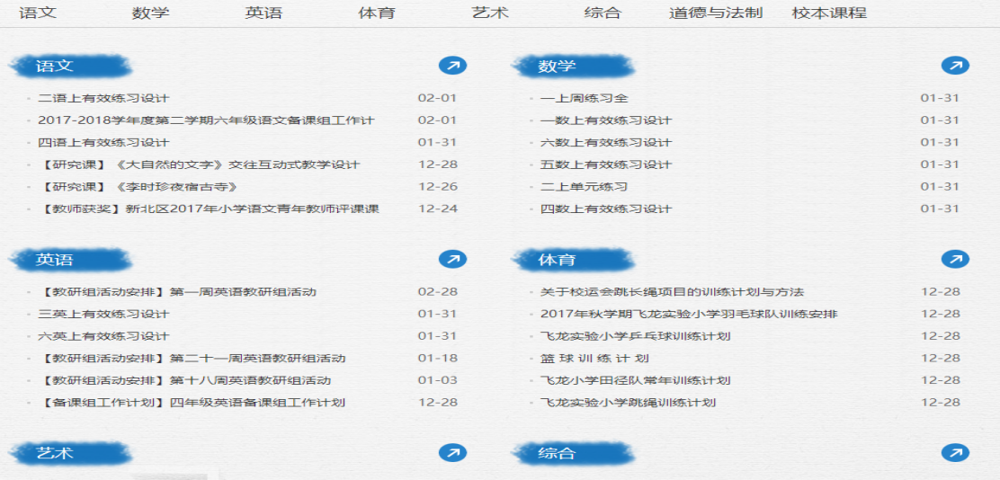 语文 数学 英语 体育 艺术 综合 道德与法制 校本课程
语文
二语上有效练习设计 02-01
2017-2018学年度第二学期六年级语文备课组工作计 02-01
四语上有效练习设计 01-31
【研究课】《大自然的文字》交往互动式教学设计 12-28
【研究课】《李时珍夜宿古寺》 12-26
【教师获奖】新北区2017年小学语文青年教师评课课 12-24
数学
一上周练习全 01-31
一数上有效练习设计 01-31
六数上有效练习设计 01-31
五数上有效练习设计 01-31
二上单元练习 01-31
四数上有效练习设计 01-31
英语
【教研组活动安排】第一周英语教研组活动 02-28
三英上有效练习设计 01-31
六英上有效练习设计 01-31
【教研组活动安排】第二十一周英语教研组活动 01-18
【教研组活动安排】第十八周英语教研组活动 01-03
【备课组工作计划】四年级英语备课组工作计划 12-28
体育
关于校运会跳长绳项目的训练计划与方法 12-28
2017年秋学期飞龙实验小学羽毛球队训练安排 12-28
飞龙实验小学乒乓球训练计划 12-28
篮 球 训 练 计 划 12-28
飞龙小学田径队常年训练计划 12-28
飞龙实验小学跳绳训练计划 12-28
艺术
综合